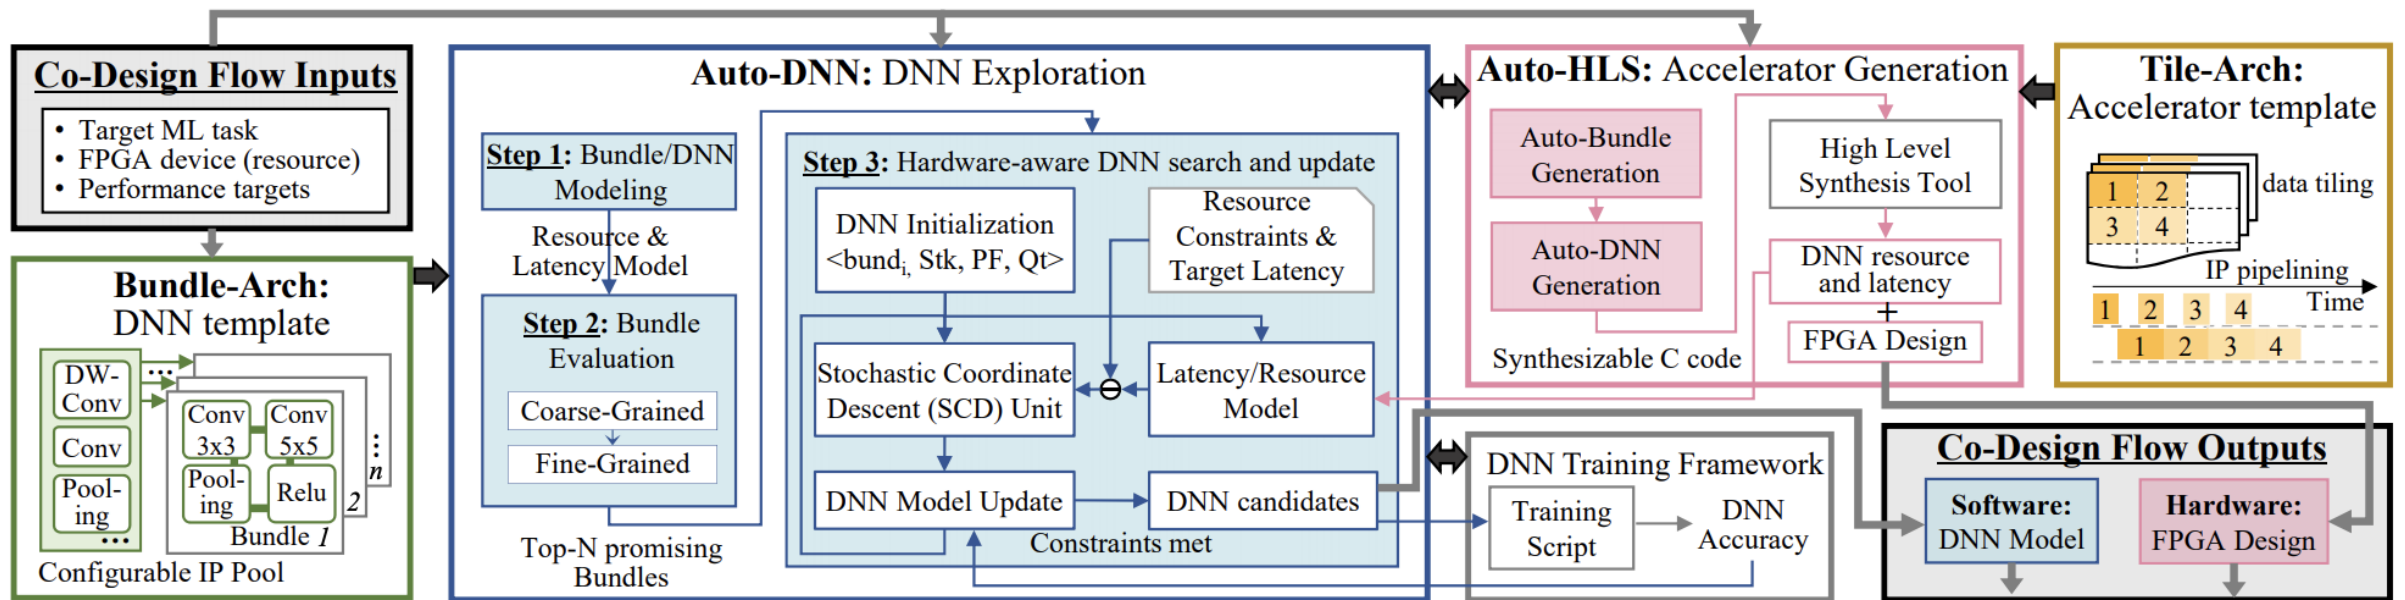 Co-Design Flow Inputs
• Target ML task
• FPGA device (resource)
• Performance targets
Bundle-Arch:
DNN template
DW-
Conv
Conv
Pool-
ing
...
...
Conv
3x3
Conv
5x5
Pool-
ing
Relu
Bundle 1
2
...
n
Configurable IP Pool
Auto-DNN: DNN Exploration
Step 1: Bundle/DNN
Modeling
Resource &
Latency Model
Step 2: Bundle
Evaluation
Coarse-Grained
Fine-Grained
Top-N promising
Bundles
Step 3: Hardware-aware DNN search and update
DNN Initialization
<bundi, Stk, PF, Qt>
Resource
Constraints &
Target Latency
Stochastic Coordinate
Descent (SCD) Unit
Latency/Resource
Model
DNN Model Update
DNN candidates
Constraints met
Auto-HLS: Accelerator Generation
Auto-Bundle
Generation
Auto-DNN
Generation
Synthesizable C code
High Level
Synthesis Tool
DNN resource
and latency
+
FPGA Design
DNN Training Framework
Training
Script
DNN
Accuracy
Tile-Arch:
Accelerator template
1 2
3 4
data tiling
IP pipelining
Time
1 2 3 4
1 2 3 4
Co-Design Flow Outputs
Software:
DNN Model
Hardware:
FPGA Design